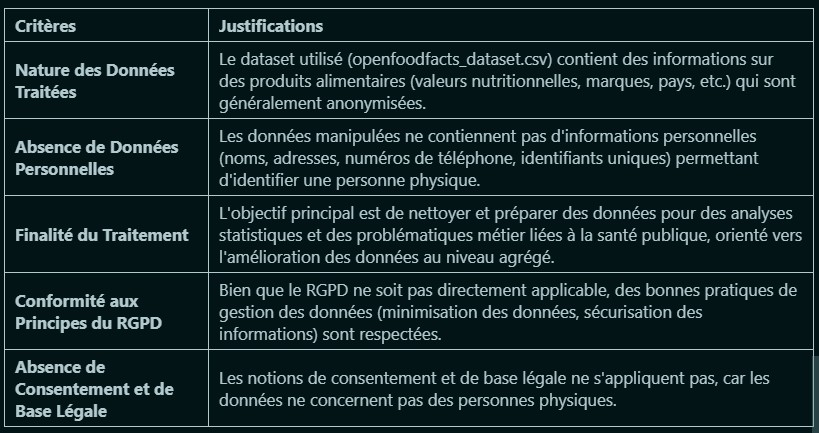 Critères
Justifications
Nature des Données
Traitées
Le dataset utilisé (openfoodfacts_dataset.csv) contient des informations sur
des produits alimentaires (valeurs nutritionnelles, marques, pays, etc.) qui sont
généralement anonymisées.
Absence de Données
Personnelles
Les données manipulées ne contiennent pas d'informations personnelles
(noms, adresses, numéros de téléphone, identifiants uniques) permettant
d'identifier une personne physique.
Finalité du Traitement
L'objectif principal est de nettoyer et préparer des données pour des analyses
statistiques et des problématiques métier liées à la santé publique, orienté vers
l'amélioration des données au niveau agrégé.
Conformité aux
Principes du RGPD
Bien que le RGPD ne soit pas directement applicable, des bonnes pratiques de
gestion des données (minimisation des données, sécurisation des
informations) sont respectées.
Absence de
Consentement et de
Base Légale
Les notions de consentement et de base légale ne s'appliquent pas, car les
données ne concernent pas des personnes physiques.